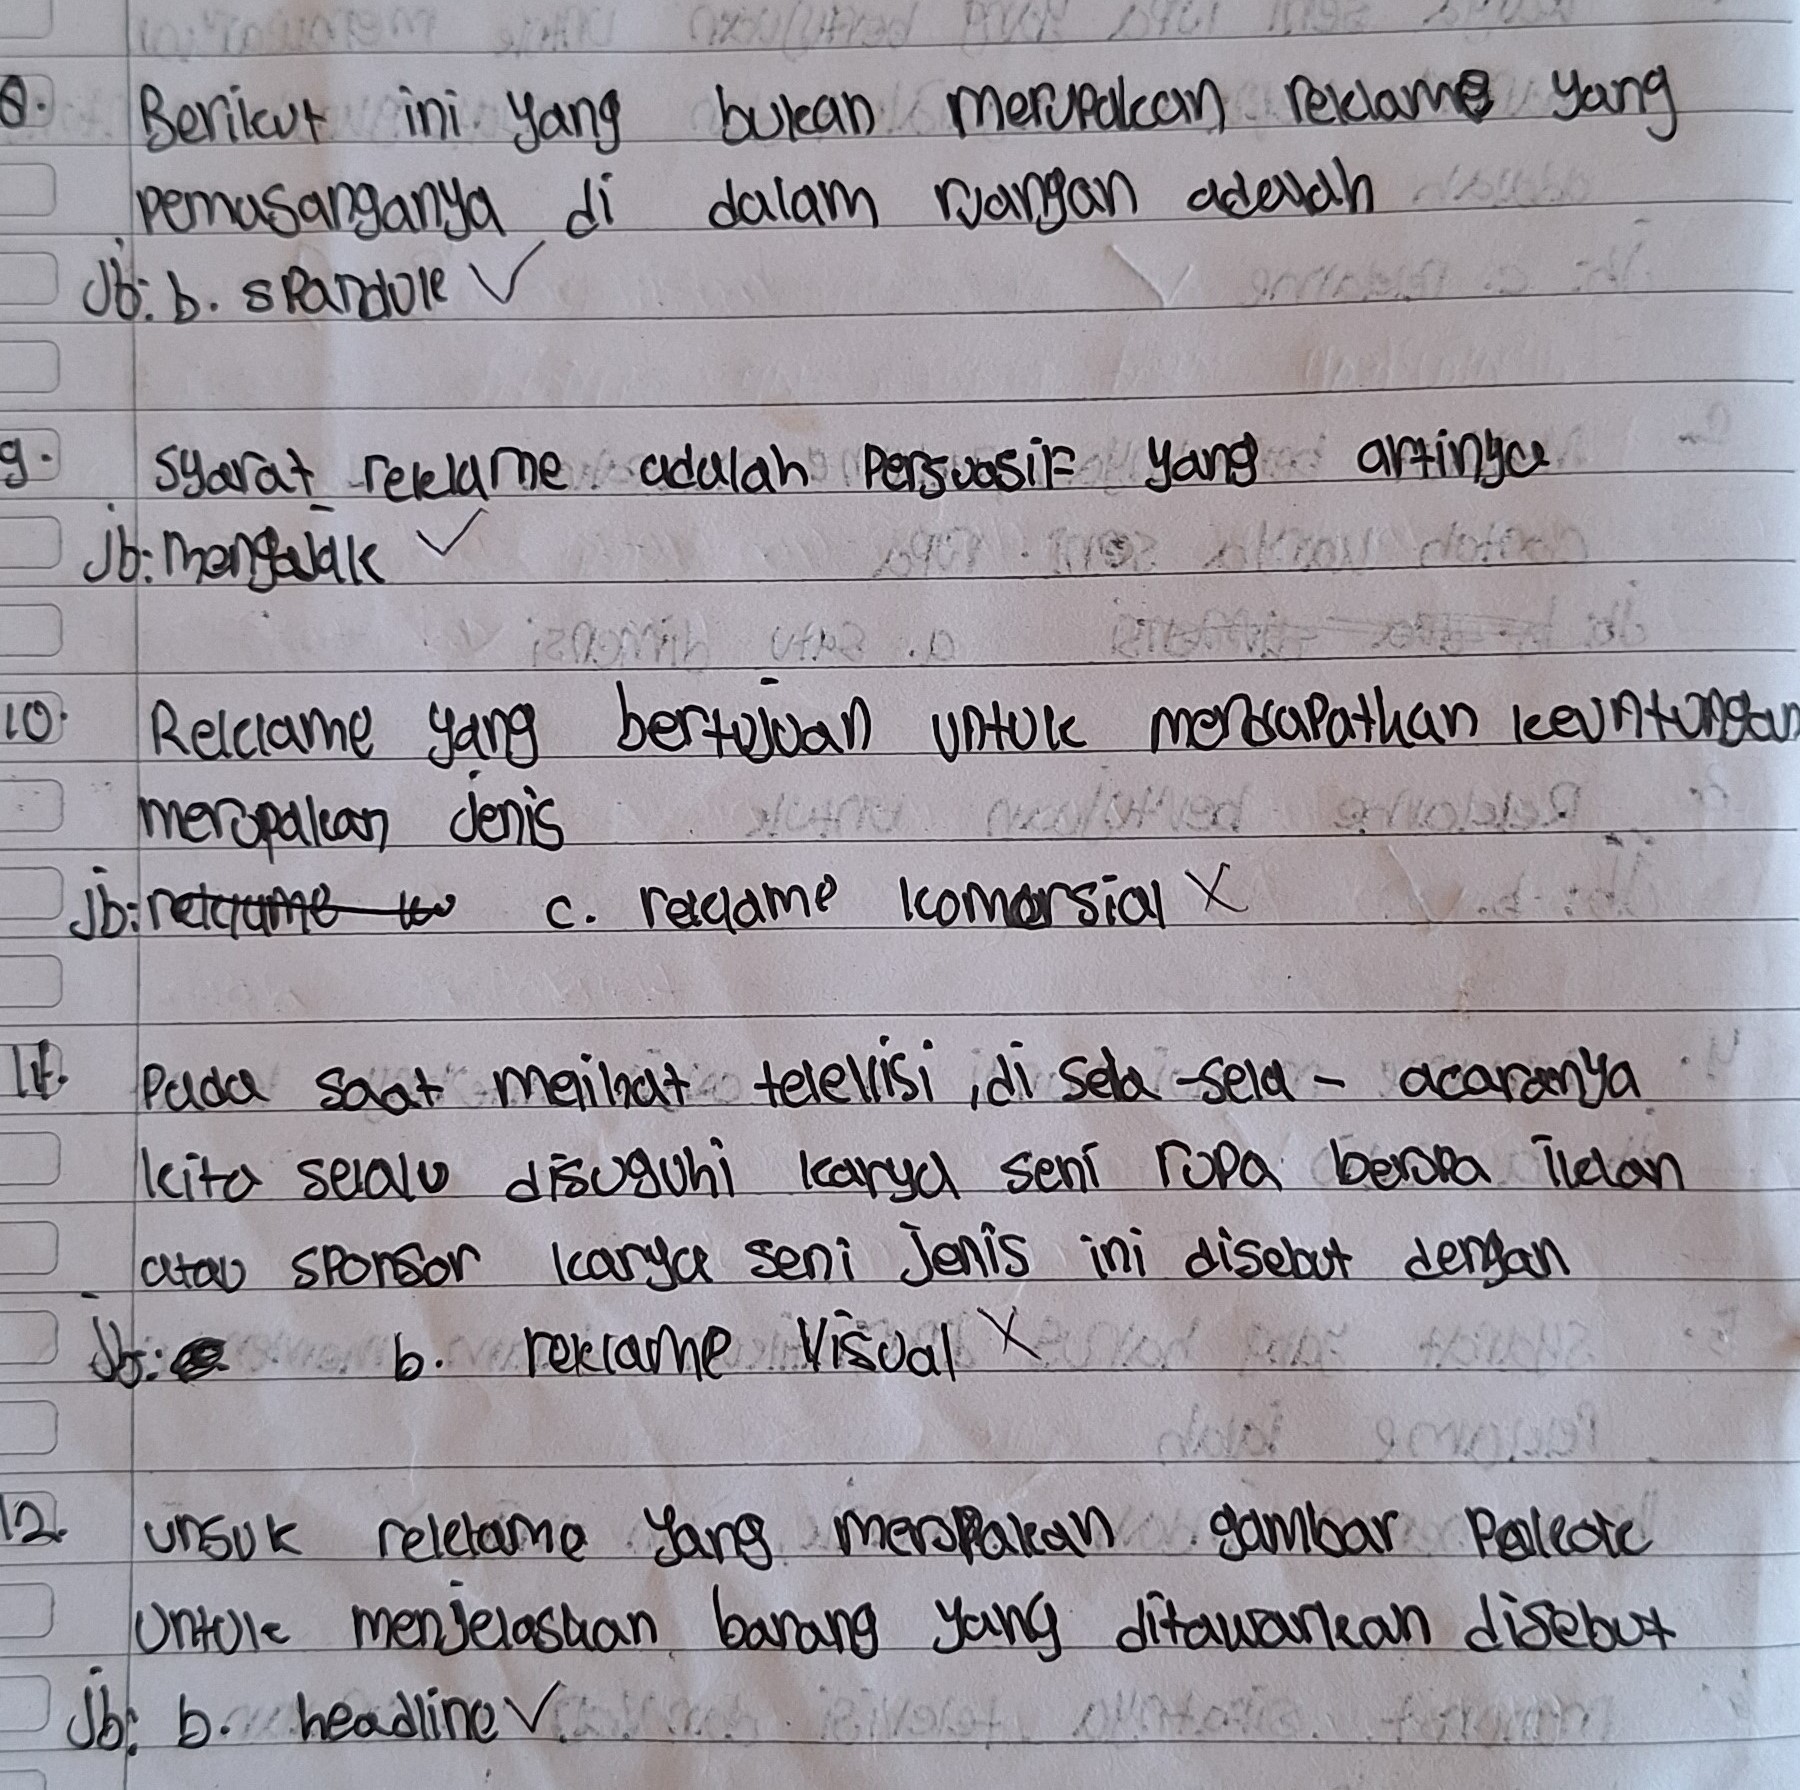 8. Berikut ini yang bukan merupakan reklame yang
pemasanganya di dalam ruangan adalah
Jb: b. spanduk ✓
9. Syarat reklame adalah Persuasif yang artinya
Jb: Mengajak ✓
10. Reklame yang bertujuan untuk mendapatkan keuntungan
merupakan jenis
Jb: reklame ko c. reklame komersial X
11. Pada saat meilhat televisi, di sela-sela - acaranya
kita selalu disuguhi karya seni rupa berupa iklan
atau sponsor karya seni jenis ini disebut dengan
Jb: b. reklame visual X
12. unsuk reklame yang merupakan gambar Pokok
untuk menjelaskan barang yang ditawarkan disebut
Jb: b. headline ✓